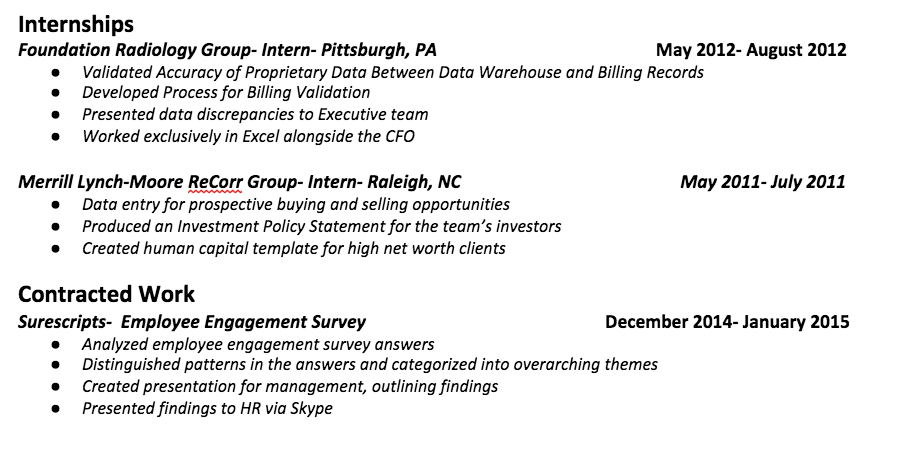 Internships
Foundation Radiology Group- Intern- Pittsburgh, PA May 2012- August 2012
● Validated Accuracy of Proprietary Data Between Data Warehouse and Billing Records
● Developed Process for Billing Validation
● Presented data discrepancies to Executive team
● Worked exclusively in Excel alongside the CFO
Merrill Lynch-Moore ReCorr Group- Intern- Raleigh, NC May 2011- July 2011
● Data entry for prospective buying and selling opportunities
● Produced an Investment Policy Statement for the team’s investors
● Created human capital template for high net worth clients
Contracted Work
Surescripts- Employee Engagement Survey December 2014- January 2015
● Analyzed employee engagement survey answers
● Distinguished patterns in the answers and categorized into overarching themes
● Created presentation for management, outlining findings
● Presented findings to HR via Skype